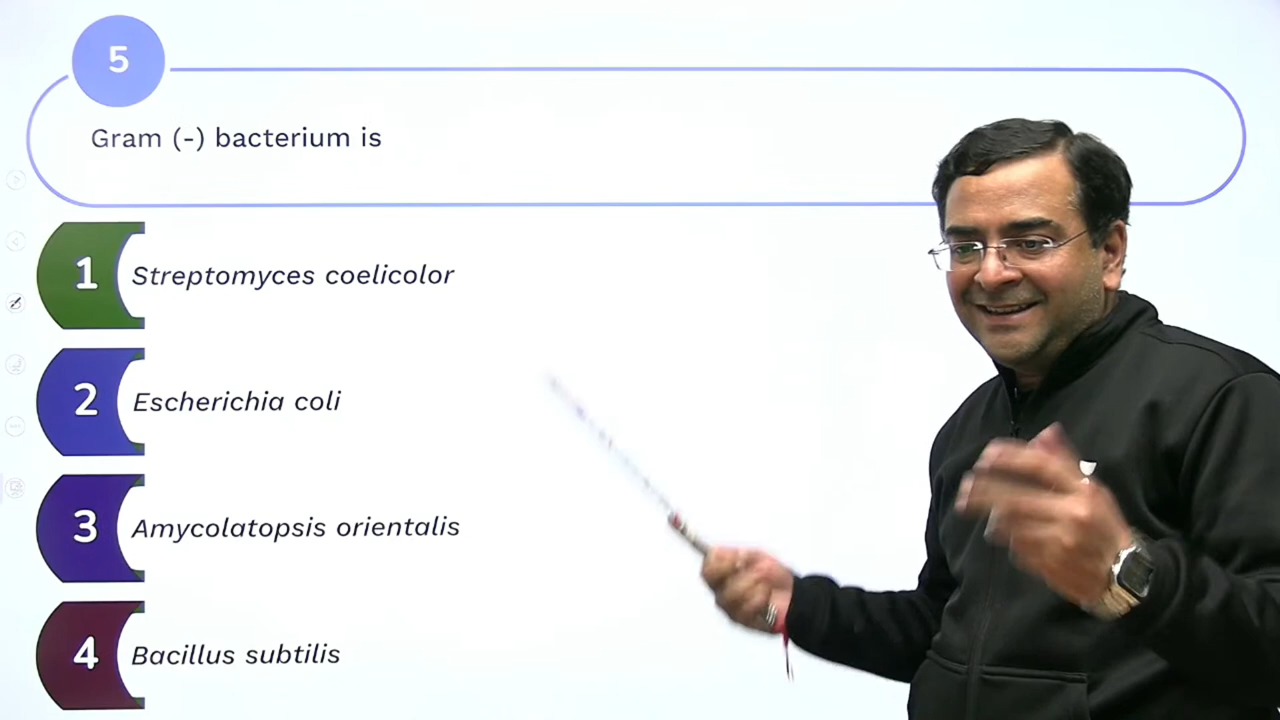 5
Gram (-) bacterium is
1
Streptomyces coelicolor
2
Escherichia coli
3
Amycolatopsis orientalis
4
Bacillus subtilis